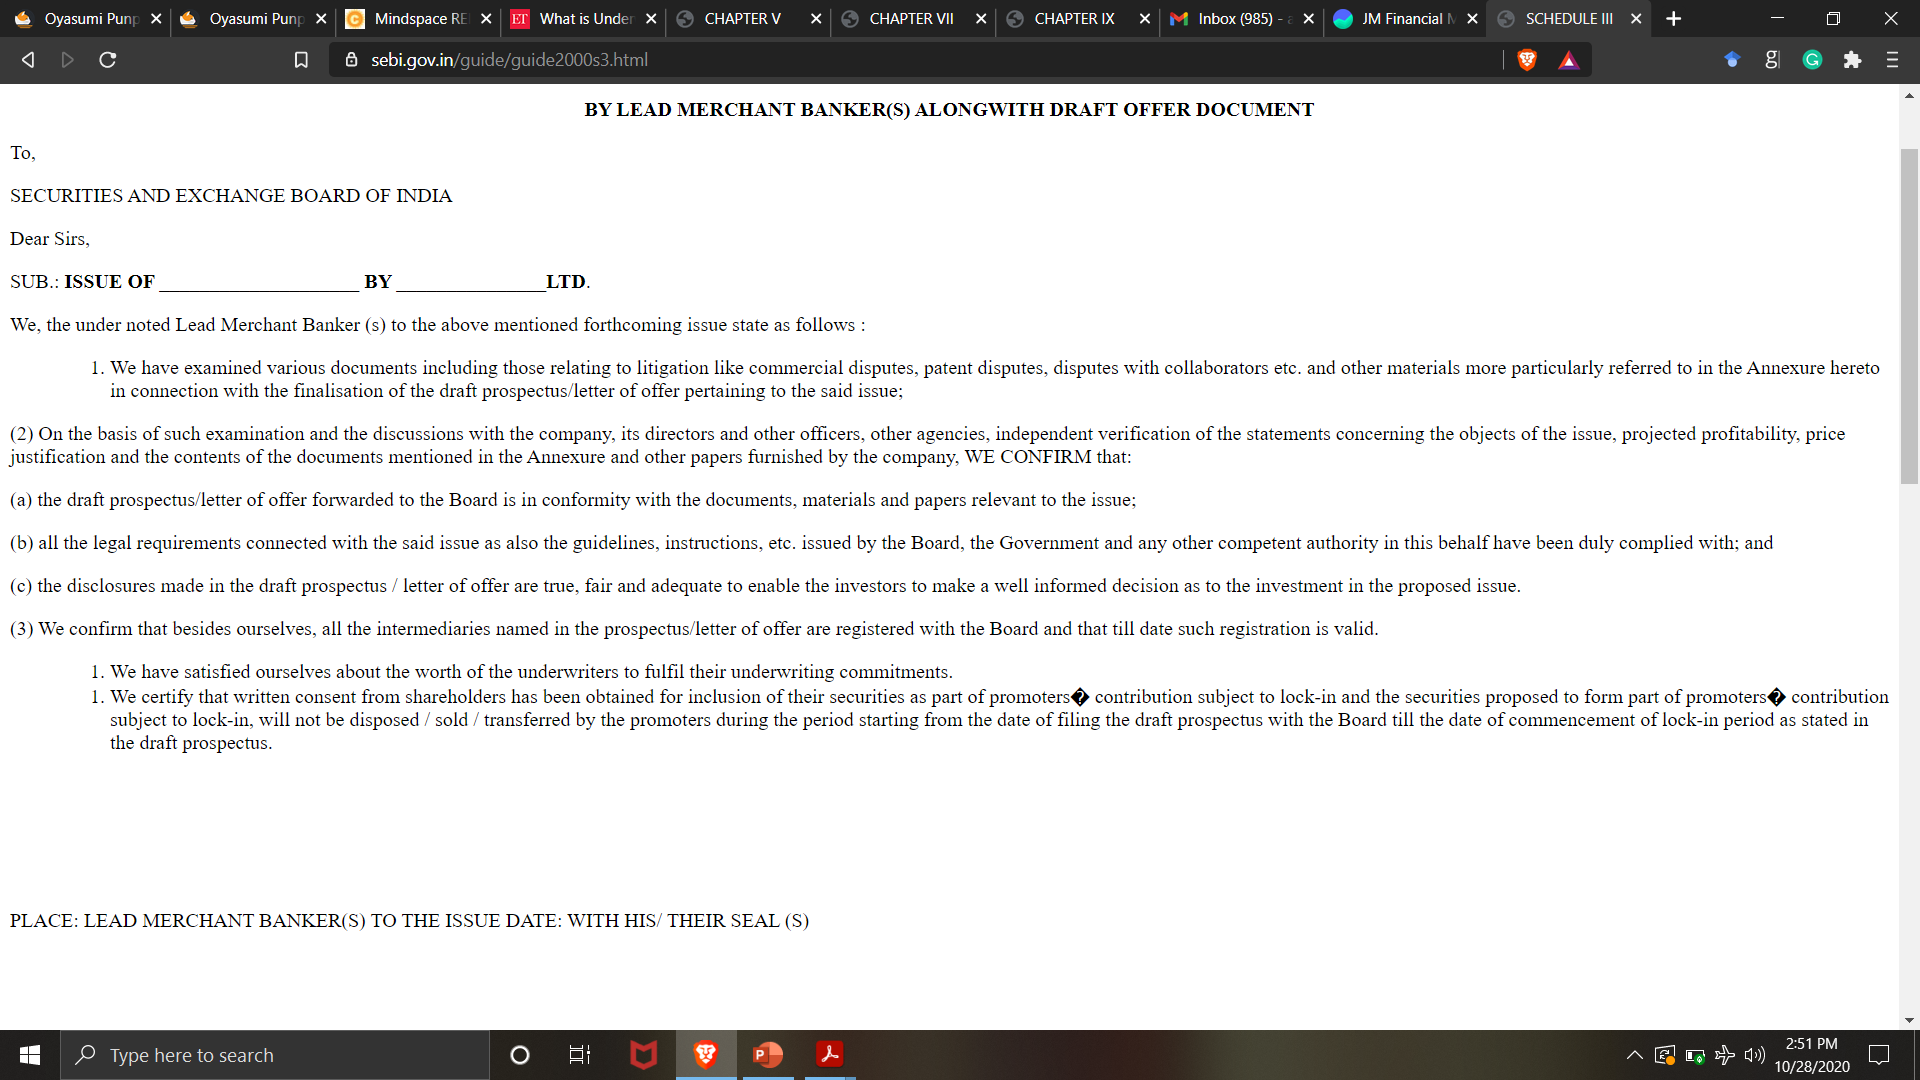 Oyasumi Punp
Oyasumi Punp
Mindspace RE
ET What is Under
CHAPTER V
CHAPTER VII
CHAPTER IX
Inbox (985) - a
JM Financial M
SCHEDULE III
sebi.gov.in/guide/guide2000s3.html
BY LEAD MERCHANT BANKER(S) ALONGWITH DRAFT OFFER DOCUMENT
To,
SECURITIES AND EXCHANGE BOARD OF INDIA
Dear Sirs,
SUB.: ISSUE OF ____________________ BY _______________LTD.
We, the under noted Lead Merchant Banker (s) to the above mentioned forthcoming issue state as follows :
1. We have examined various documents including those relating to litigation like commercial disputes, patent disputes, disputes with collaborators etc. and other materials more particularly referred to in the Annexure hereto
in connection with the finalisation of the draft prospectus/letter of offer pertaining to the said issue;
(2) On the basis of such examination and the discussions with the company, its directors and other officers, other agencies, independent verification of the statements concerning the objects of the issue, projected profitability, price
justification and the contents of the documents mentioned in the Annexure and other papers furnished by the company, WE CONFIRM that:
(a) the draft prospectus/letter of offer forwarded to the Board is in conformity with the documents, materials and papers relevant to the issue;
(b) all the legal requirements connected with the said issue as also the guidelines, instructions, etc. issued by the Board, the Government and any other competent authority in this behalf have been duly complied with; and
(c) the disclosures made in the draft prospectus / letter of offer are true, fair and adequate to enable the investors to make a well informed decision as to the investment in the proposed issue.
(3) We confirm that besides ourselves, all the intermediaries named in the prospectus/letter of offer are registered with the Board and that till date such registration is valid.
1. We have satisfied ourselves about the worth of the underwriters to fulfil their underwriting commitments.
1. We certify that written consent from shareholders has been obtained for inclusion of their securities as part of promoters� contribution subject to lock-in and the securities proposed to form part of promoters� contribution
subject to lock-in, will not be disposed / sold / transferred by the promoters during the period starting from the date of filing the draft prospectus with the Board till the date of commencement of lock-in period as stated in
the draft prospectus.
PLACE: LEAD MERCHANT BANKER(S) TO THE ISSUE DATE: WITH HIS/ THEIR SEAL (S)
Type here to search
2:51 PM
10/28/2020